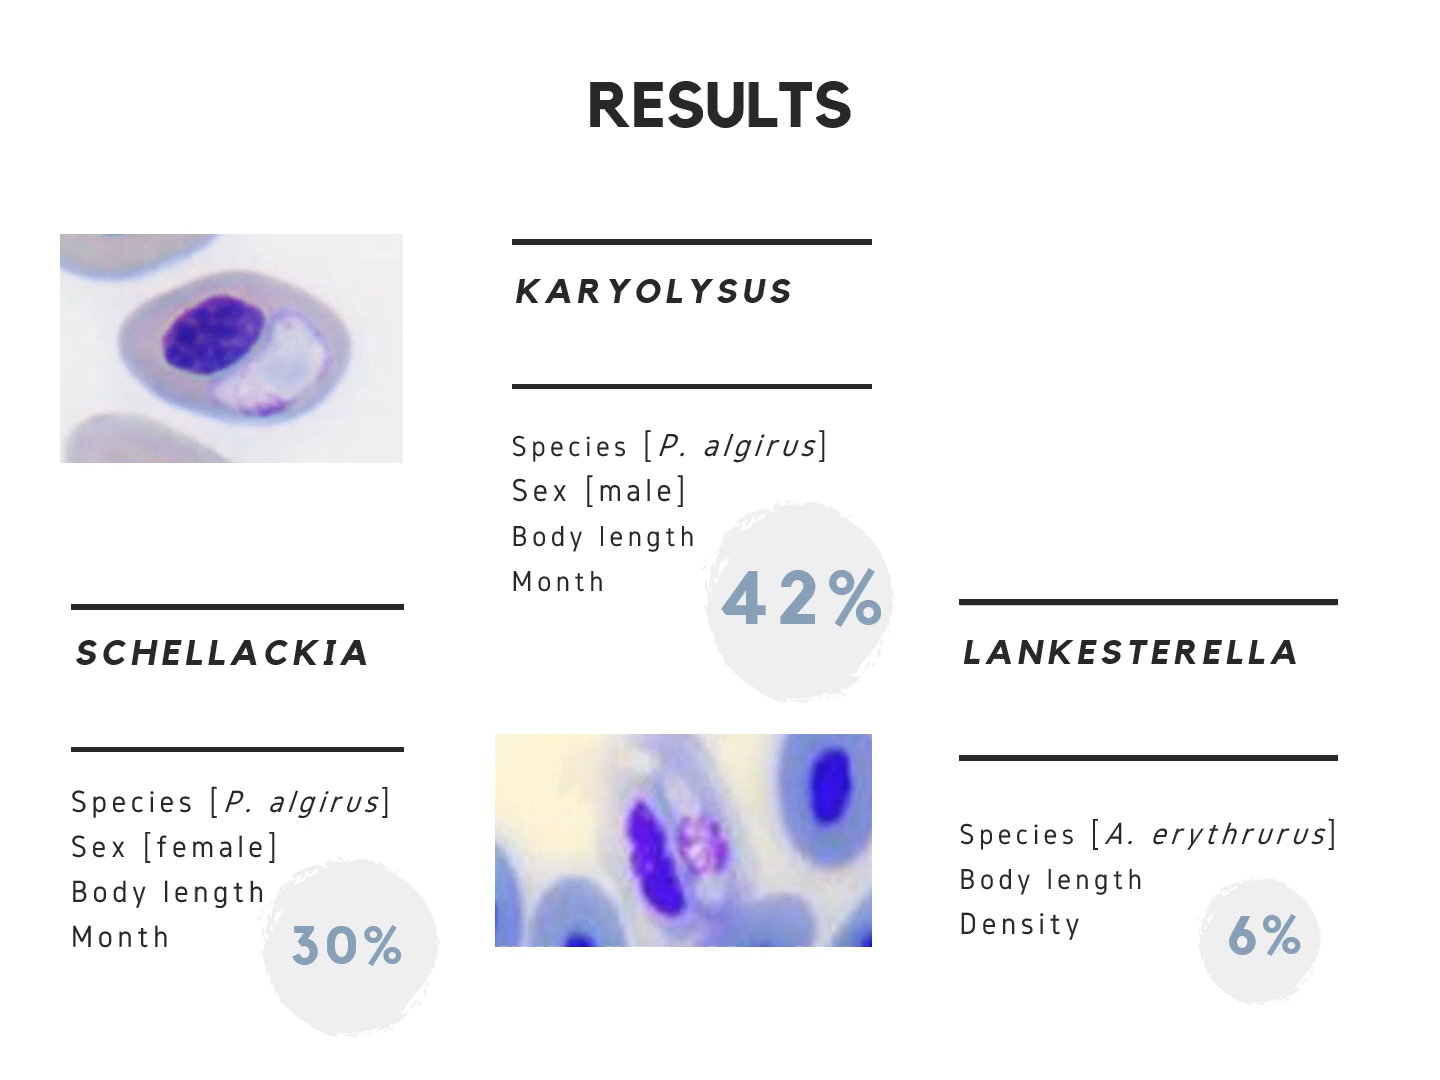 RESULTS
KARYOLYSUS
Species [P. algirus]
Sex [male]
Body length
Month
42%
SCHELLACKIA
Species [P. algirus]
Sex [female]
Body length
Month
30%
LANKESTERELLA
Species [A. erythrurus]
Body length
Density
6%